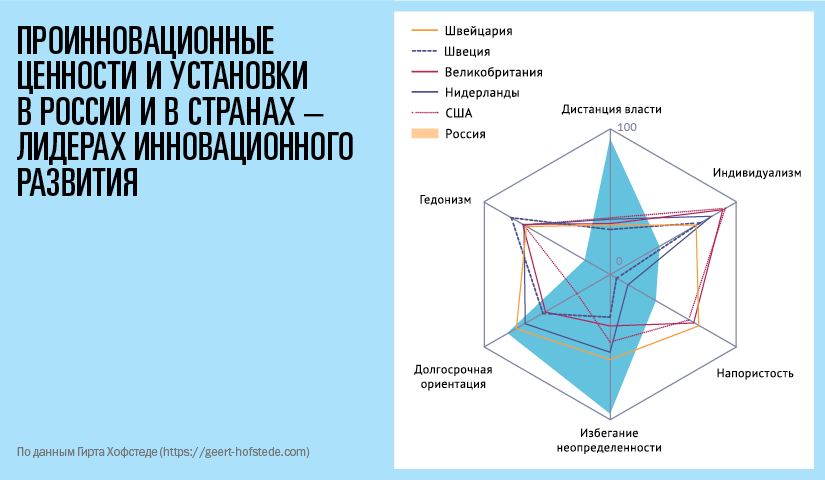 ПРОИННОВАЦИОННЫЕ
ЦЕННОСТИ И УСТАНОВКИ
В РОССИИ И В СТРАНАХ –
ЛИДЕРАХ ИННОВАЦИОННОГО
РАЗВИТИЯ
Швейцария
Швеция
Великобритания
Нидерланды
США
Россия
Дистанция власти
100
Индивидуализм
Гедонизм
0
Долгосрочная
ориентация
Напористость
Избегание
неопределенности
По данным Гирта Хофстеде (https://geert-hofstede.com)